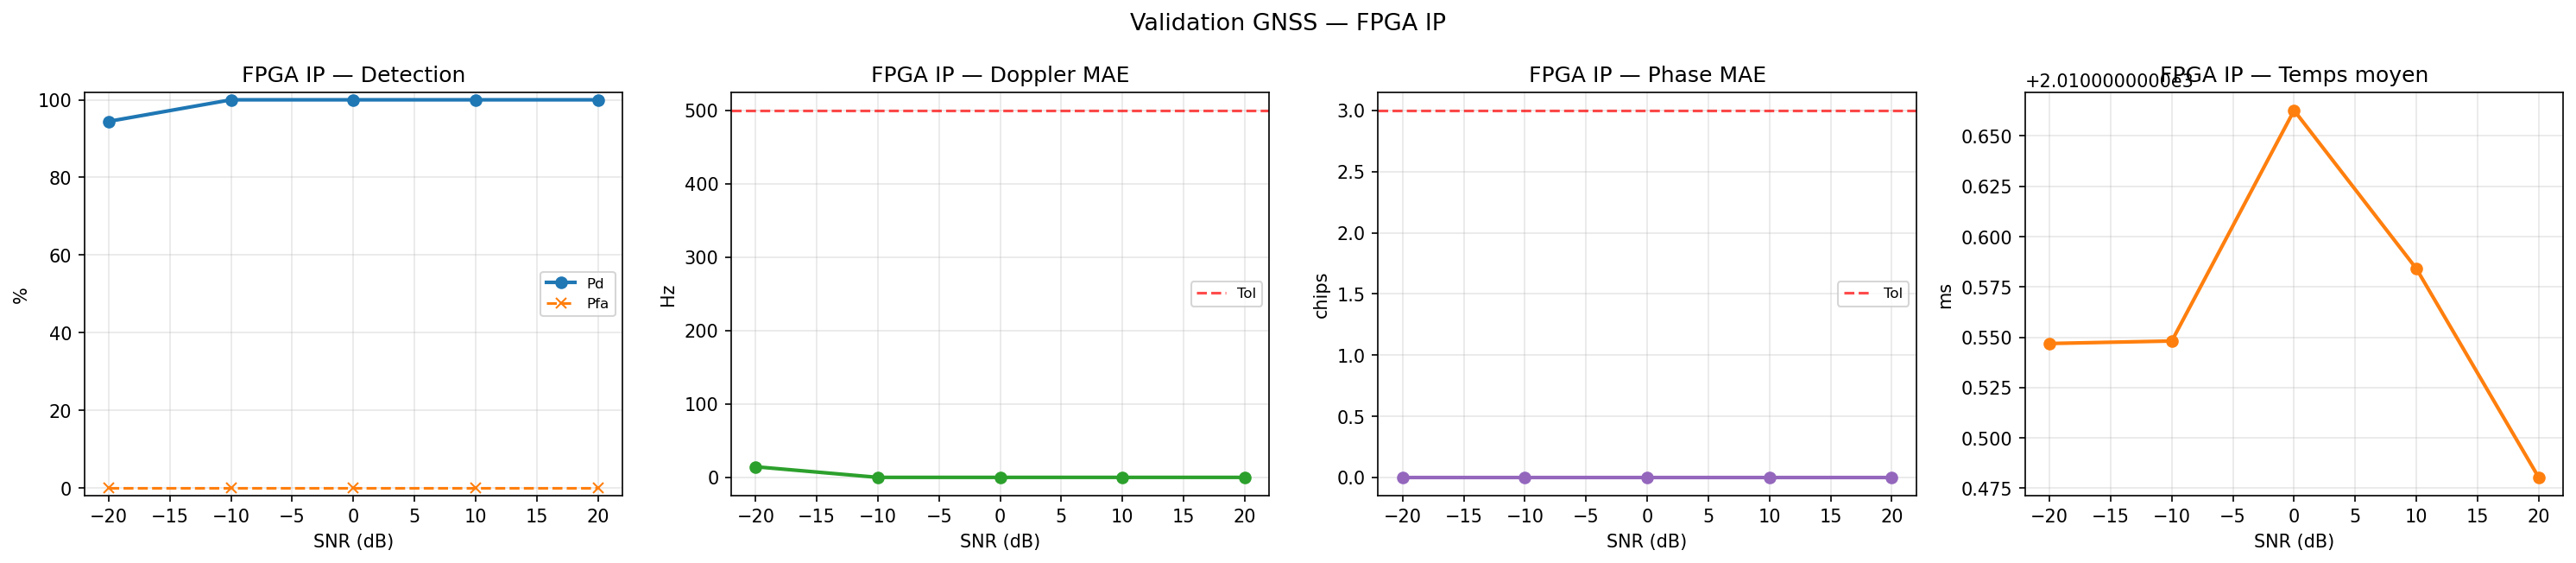 Validation GNSS — FPGA IP
FPGA IP — Detection
100
80
60
40
20
0
%
Pd
Pfa
−20 −15 −10 −5 0 5 10 15 20
SNR (dB)
FPGA IP — Doppler MAE
500
400
300
200
100
0
Hz
Tol
−20 −15 −10 −5 0 5 10 15 20
SNR (dB)
FPGA IP — Phase MAE
3.0
2.5
2.0
1.5
1.0
0.5
0.0
chips
Tol
−20 −15 −10 −5 0 5 10 15 20
SNR (dB)
FPGA IP — Temps moyen
+2.01000000000e3
0.650
0.625
0.600
0.575
0.550
0.525
0.500
0.475
ms
−20 −15 −10 −5 0 5 10 15 20
SNR (dB)